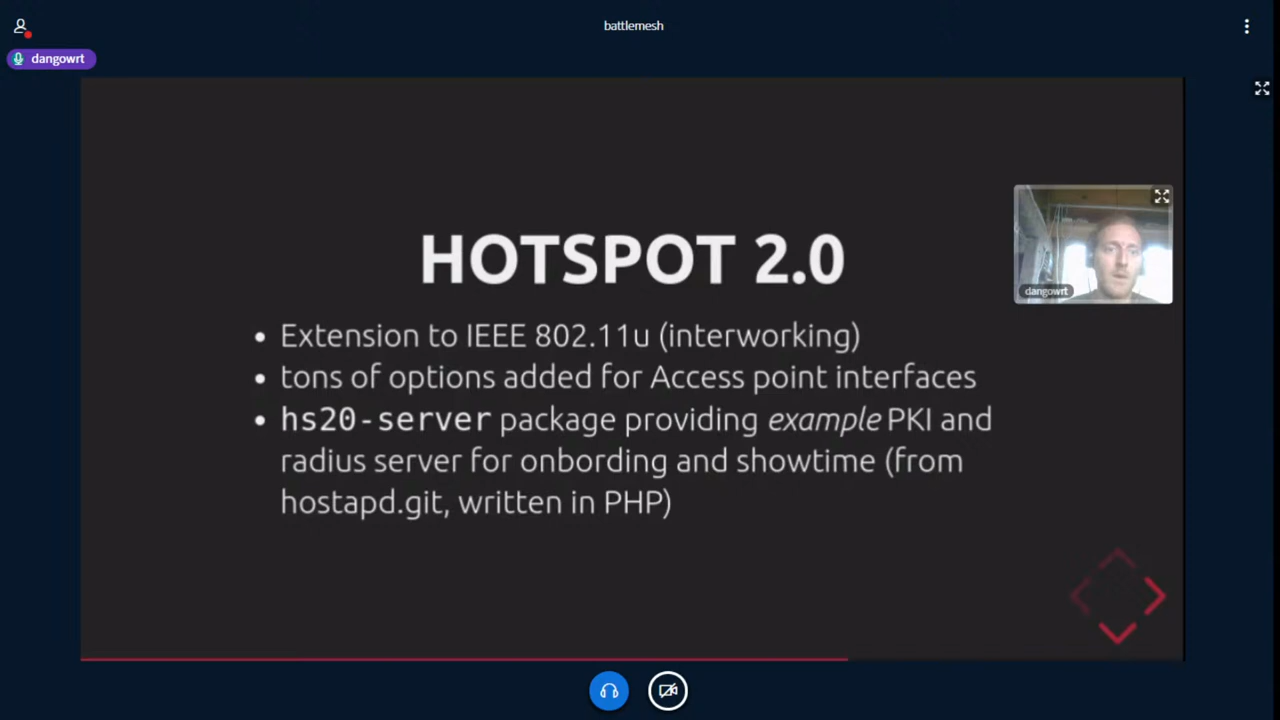 battlemesh
dangowrt
HOTSPOT 2.0
dangowrt
• Extension to IEEE 802.11u (interworking)
• tons of options added for Access point interfaces
• hs20-server package providing example PKI and
radius server for onbording and showtime (from
hostapd.git, written in PHP)